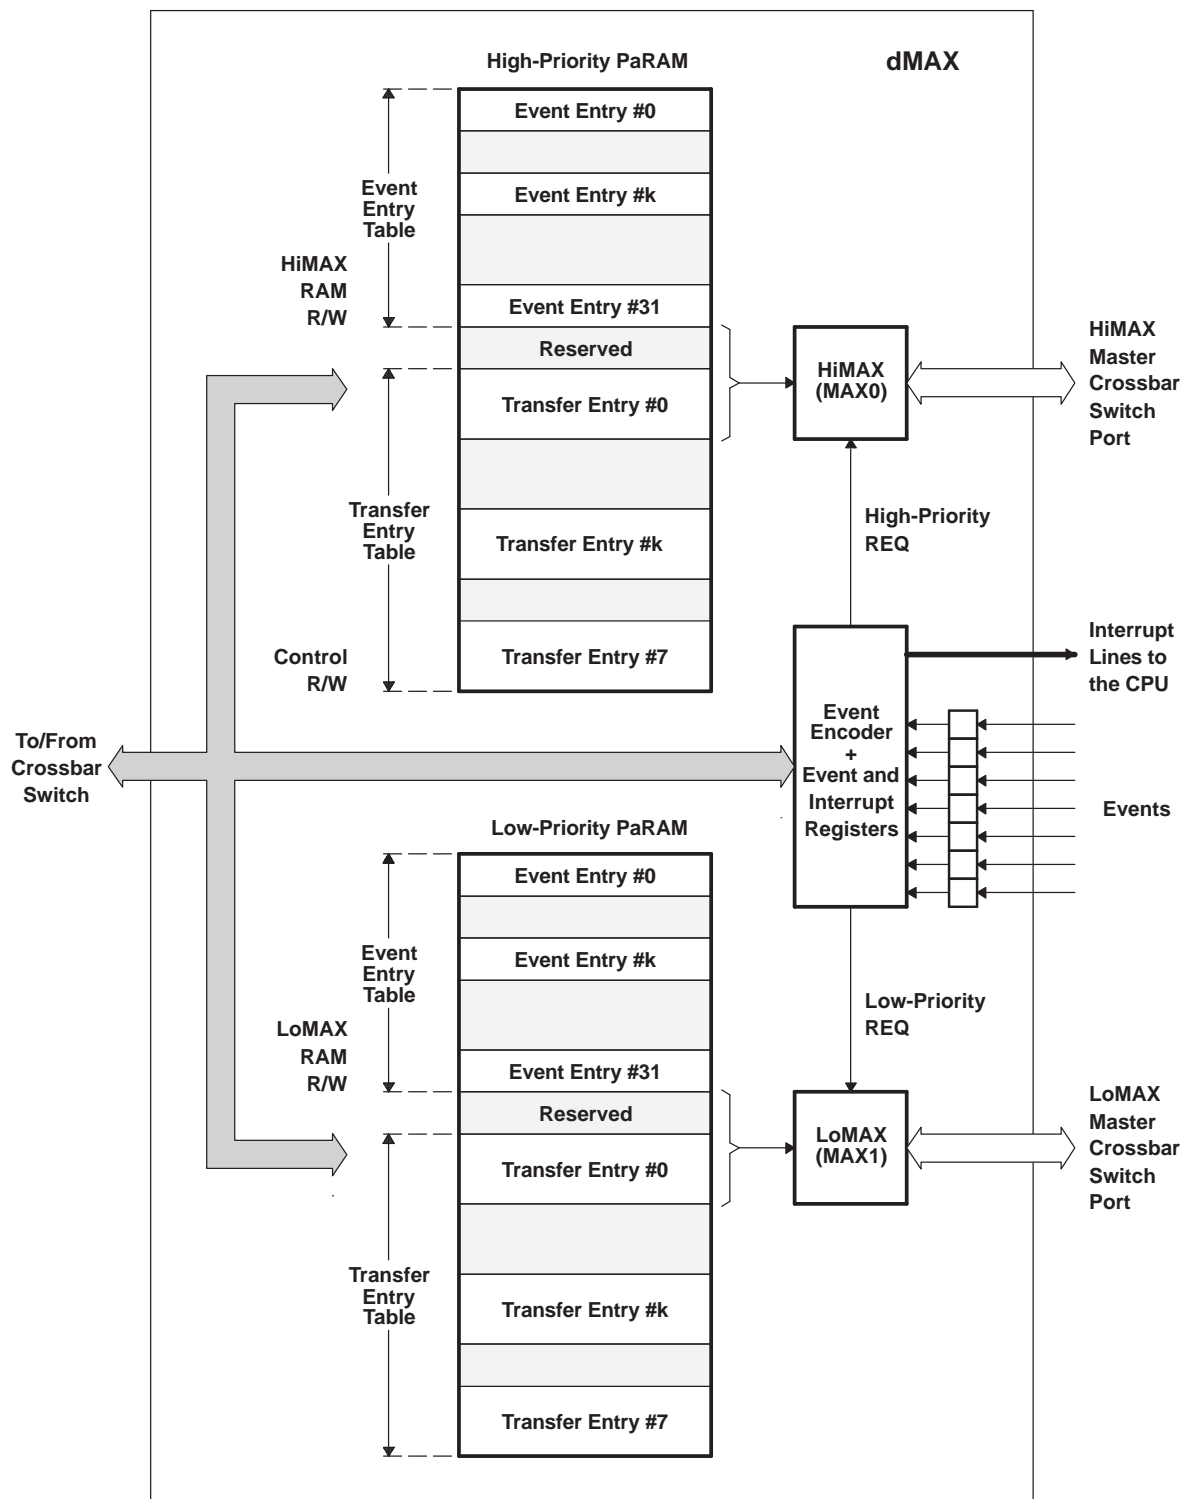 High-Priority PaRAM
dMAX
Event Entry #0
Event Entry #k
Event
Entry
Table
HiMAX
RAM
R/W
Event Entry #31
Reserved
Transfer Entry #0
HiMAX
(MAX0)
HiMAX
Master
Crossbar
Switch
Port
Transfer
Entry
Table
Transfer Entry #k
High-Priority
REQ
Control
R/W
Transfer Entry #7
Interrupt
Lines to
the CPU
To/From
Crossbar
Switch
Event
Encoder
+
Event and
Interrupt
Registers
Events
Low-Priority PaRAM
Event Entry #0
Event Entry #k
Event
Entry
Table
LoMAX
RAM
R/W
Low-Priority
REQ
Event Entry #31
Reserved
Transfer Entry #0
LoMAX
(MAX1)
LoMAX
Master
Crossbar
Switch
Port
Transfer
Entry
Table
Transfer Entry #k
Transfer Entry #7